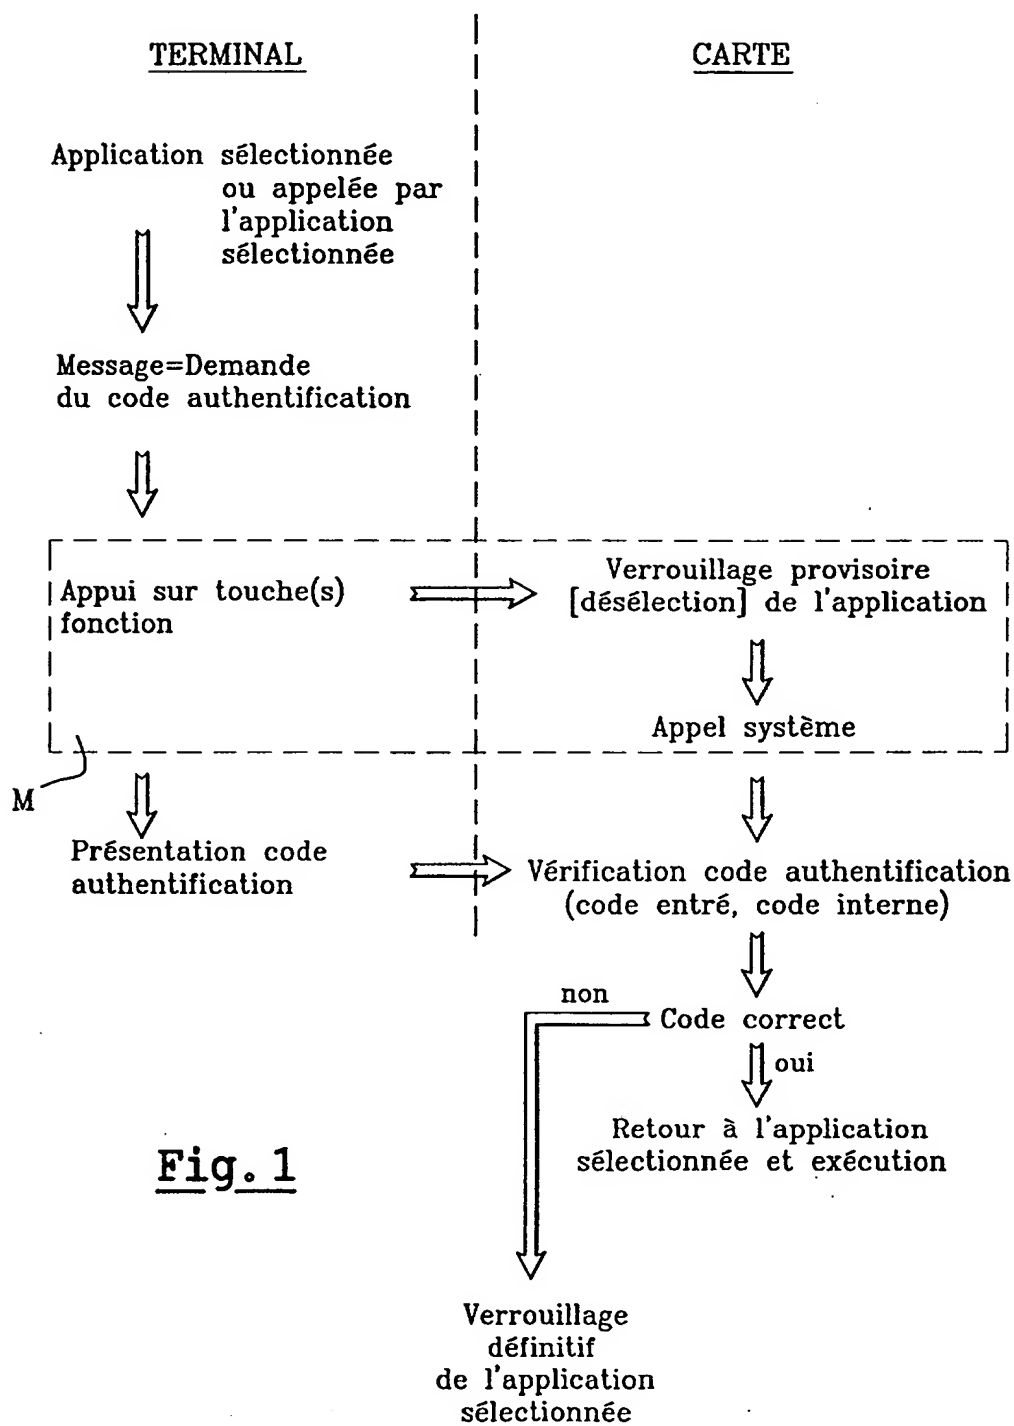 TERMINAL
CARTE
Application sélectionnée
ou appelée par
l'application
sélectionnée
Message=Demande
du code authentification
Appui sur touche(s)
fonction
Verrouillage provisoire
[désélection] de l'application
Appel système
M
Présentation code
authentification
Vérification code authentification
(code entré, code interne)
non
Code correct
oui
Retour à l'application
sélectionnée et exécution
Fig. 1
Verrouillage
définitif
de l'application
sélectionnée